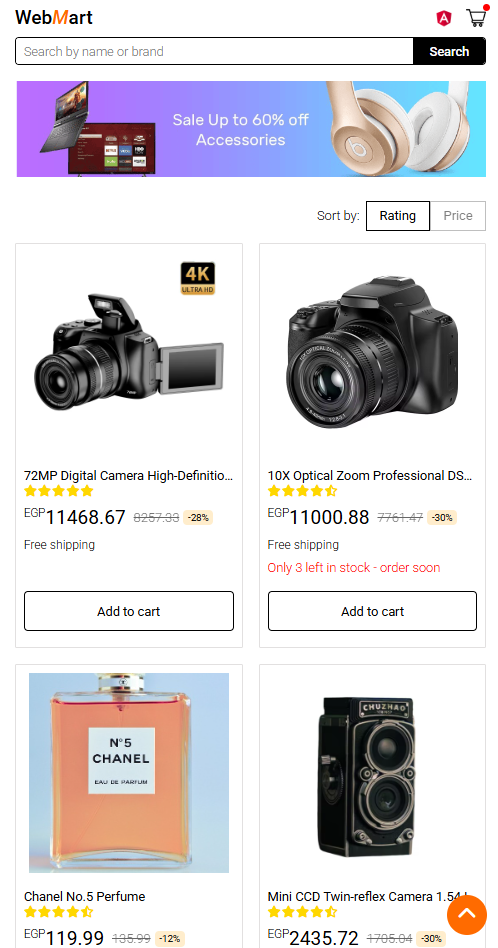 WebMart
Search by name or brand
Search
Sale Up to 60% off
Accessories
Sort by:
Rating
Price
4K
ULTRA HD
72MP Digital Camera High-Definitio...
EGP11468.67 8257.33 -28%
Free shipping
Add to cart
10X Optical Zoom Professional DS...
EGP11000.88 7761.47 -30%
Free shipping
Only 3 left in stock - order soon
Add to cart
N°5
CHANEL
EAU DE PARFUM
Chanel No.5 Perfume
EGP119.99 135.99 -12%
CHUZHAO
Mini CCD Twin-reflex Camera 1.54
EGP2435.72 1705.04 -30%